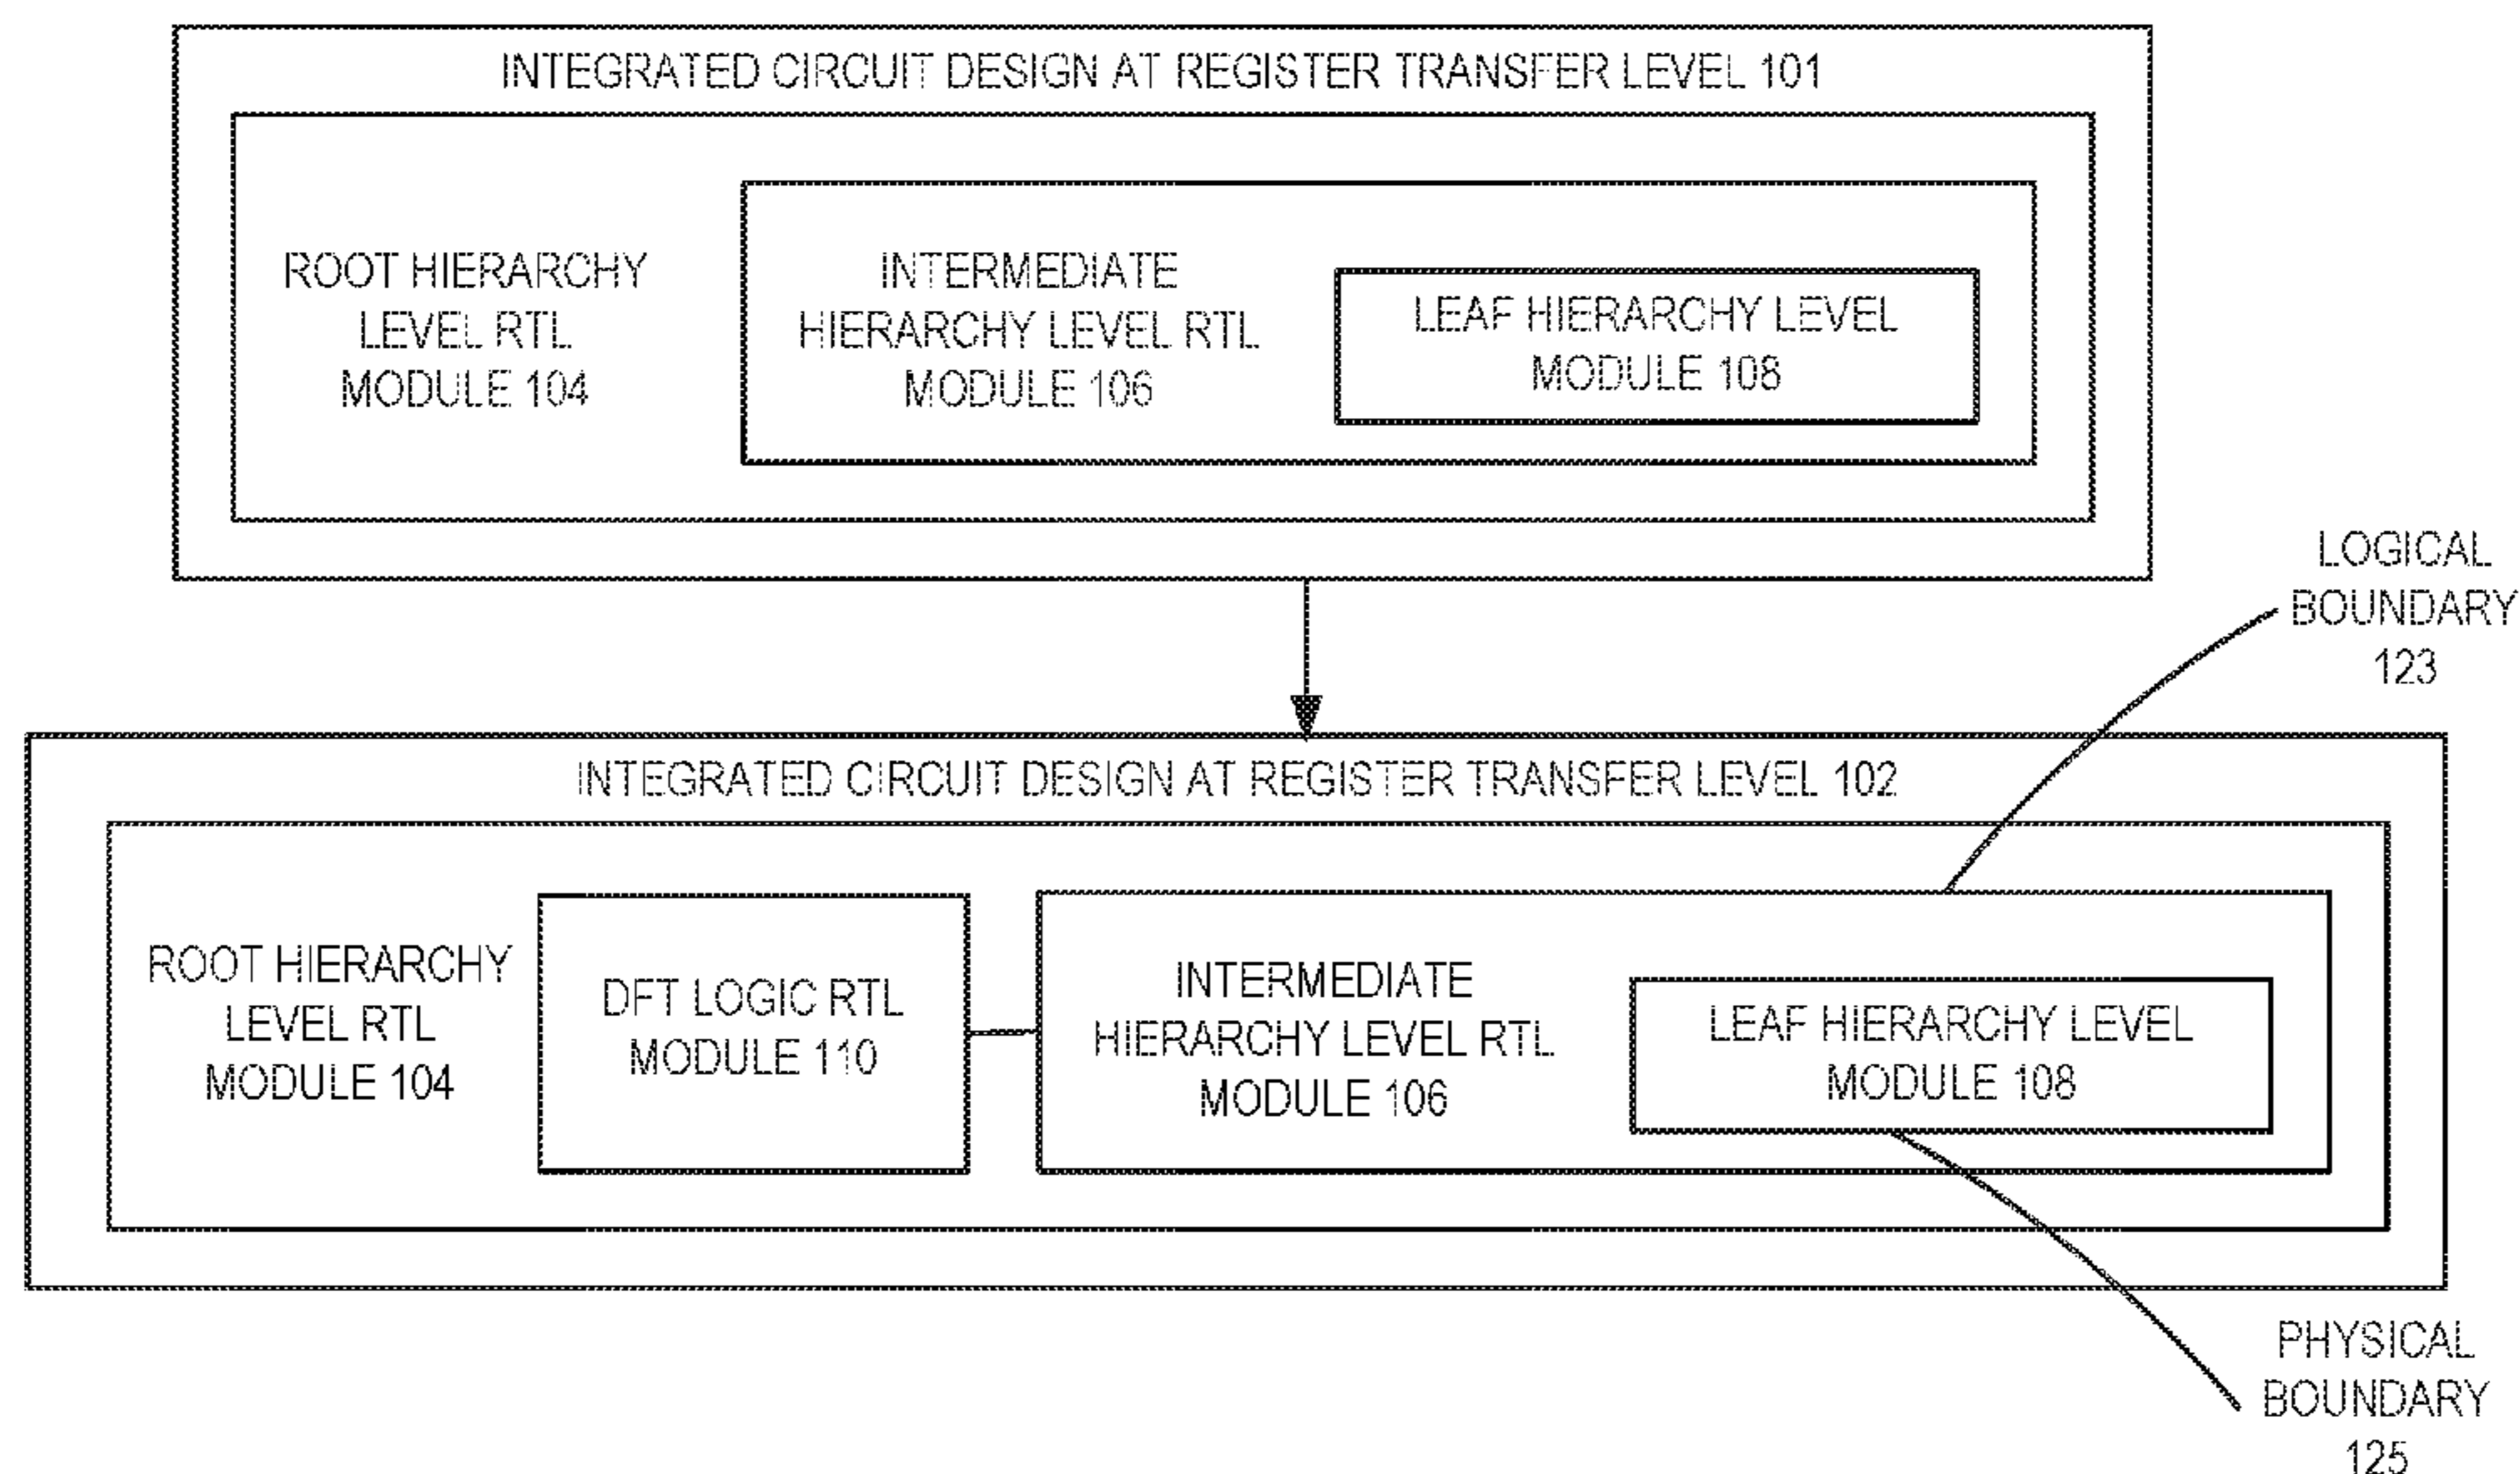 INTEGRATED CIRCUIT DESIGN AT REGISTER TRANSFER LEVEL 101
ROOT HIERARCHY
LEVEL RTL
MODULE 104
INTERMEDIATE
HIERARCHY LEVEL RTL
MODULE 106
LEAF HIERARCHY LEVEL
MODULE 108
LOGICAL
BOUNDARY
123
INTEGRATED CIRCUIT DESIGN AT REGISTER TRANSFER LEVEL 102
ROOT HIERARCHY
LEVEL RTL
MODULE 104
DFT LOGIC RTL
MODULE 110
INTERMEDIATE
HIERARCHY LEVEL RTL
MODULE 106
LEAF HIERARCHY LEVEL
MODULE 108
PHYSICAL
BOUNDARY
125